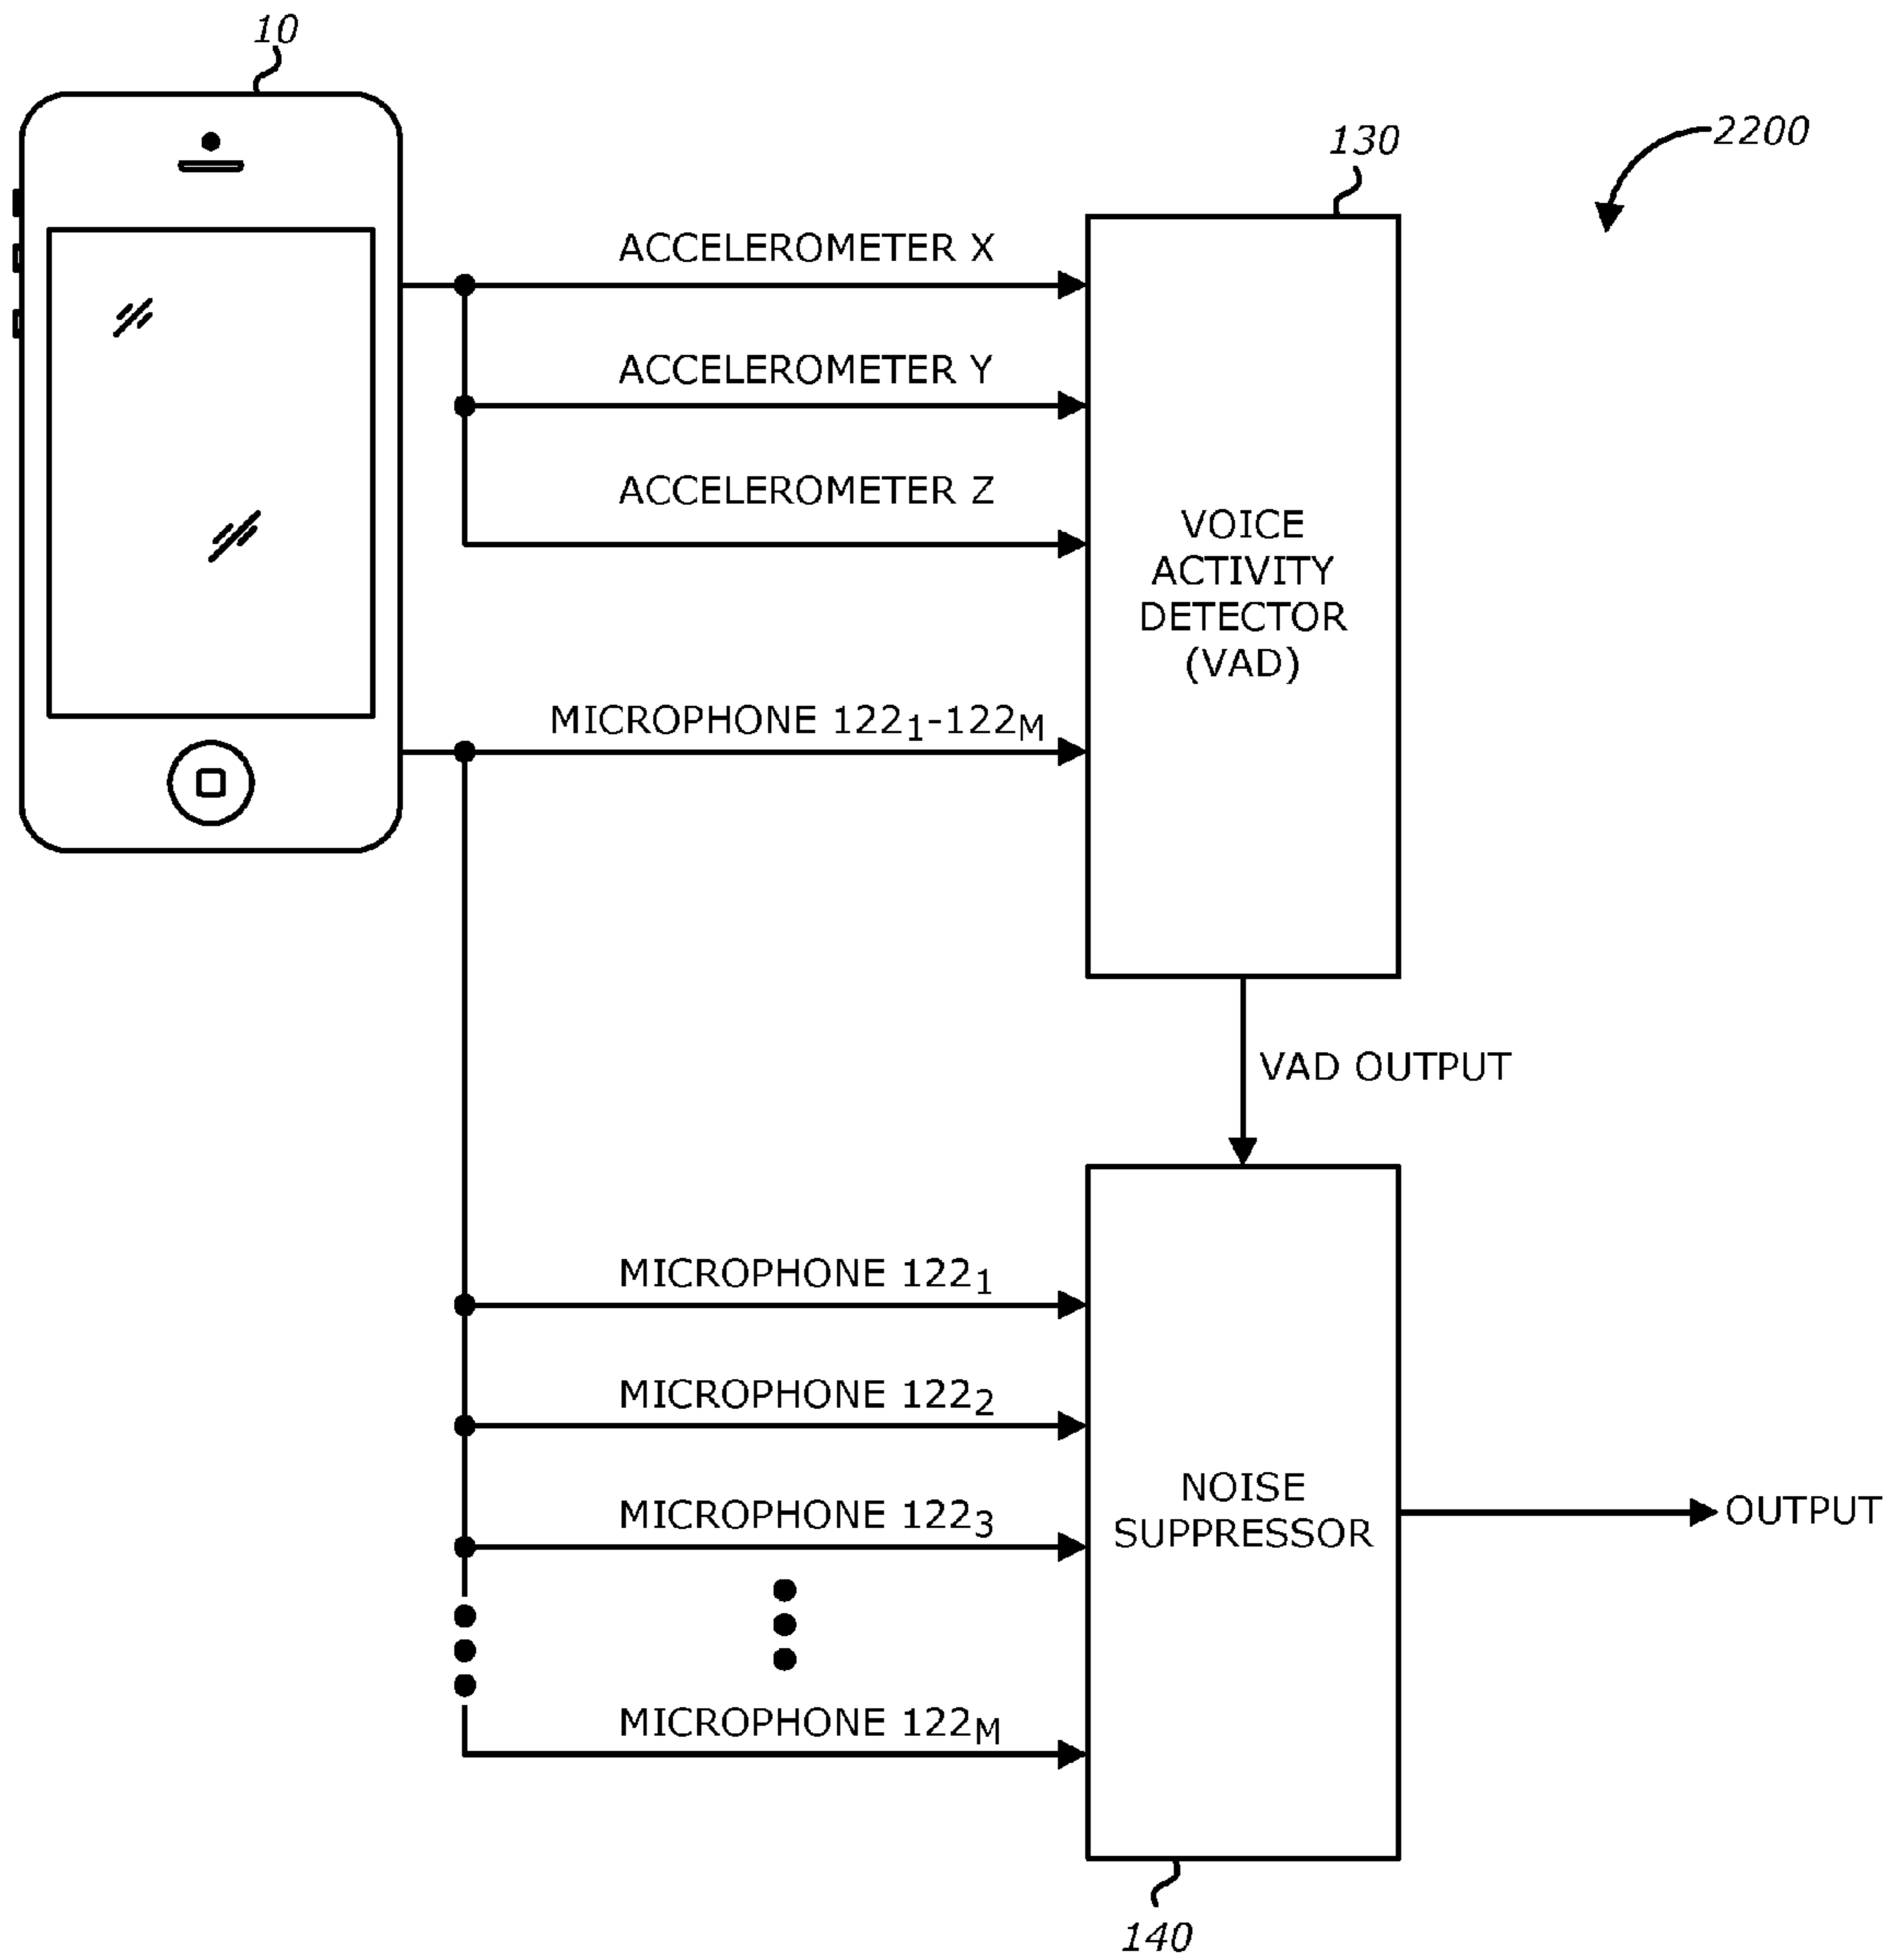 10
2200
130
ACCELEROMETER X
ACCELEROMETER Y
ACCELEROMETER Z
VOICE
ACTIVITY
DETECTOR
(VAD)
MICROPHONE 122₁-122M
VAD OUTPUT
MICROPHONE 122₁
MICROPHONE 122₂
MICROPHONE 122₃
MICROPHONE 122M
NOISE
SUPPRESSOR
OUTPUT
140